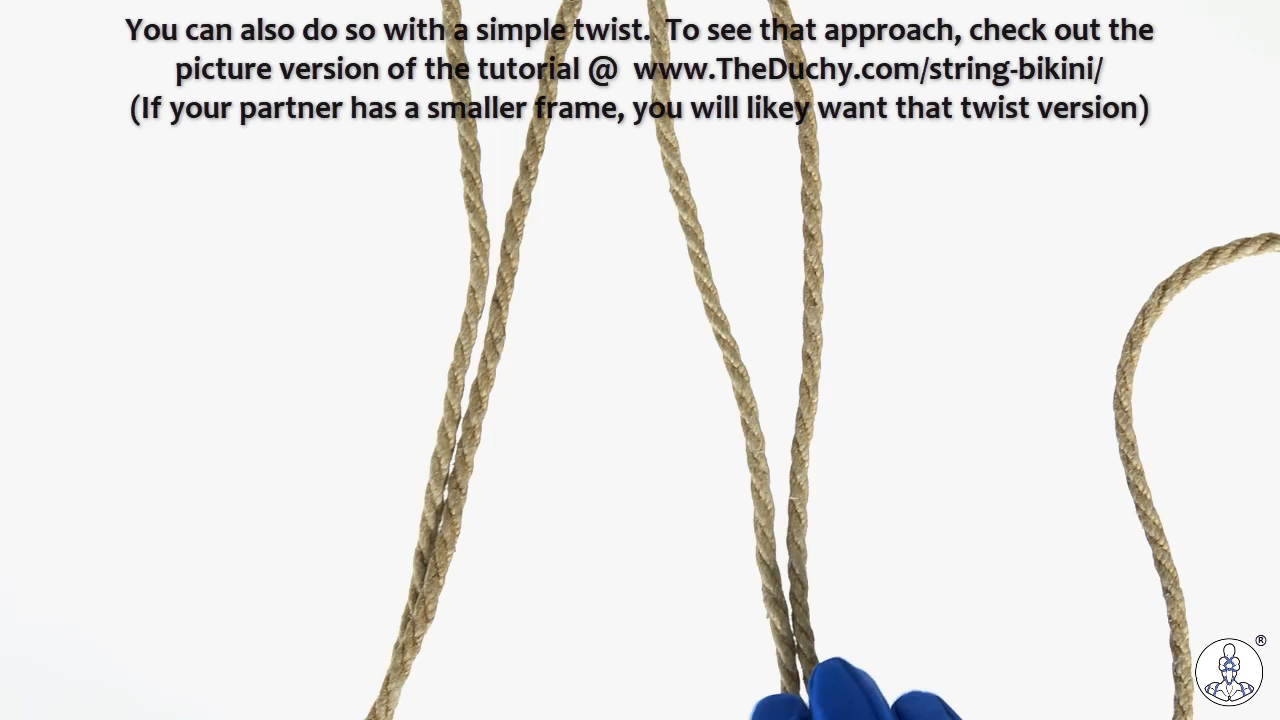 You can also do so with a simple twist.  To see that approach, check out the
picture version of the tutorial @  www.TheDuchy.com/string-bikini/
(If your partner has a smaller frame, you will likey want that twist version)
®